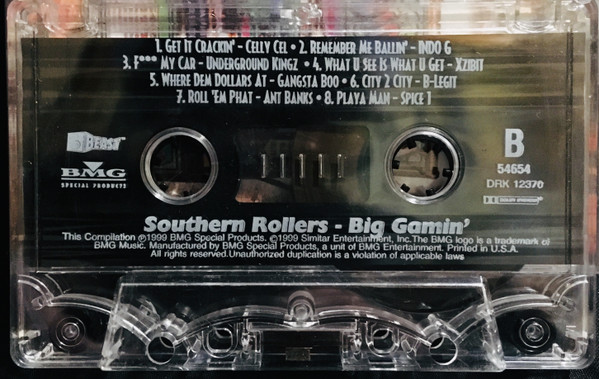 1. Get It Crackin' - Celly Cel • 2. Remember Me Ballin' - Indo G
3. F*** My Car - Underground Kingz • 4. What U See Is What U Get - Xzibit
5. Where Dem Dollars At - Gangsta Boo • 6. City 2 City - B-Legit
7. Roll 'Em Phat - Ant Banks • 8. Playa Man - Spice 1
BEAST
BMG
SPECIAL PRODUCTS
B
54654
DRK 12370
DOLBY
Southern Rollers - Big Gamin'
This Compilation ℗1999 BMG Special Products. ©1999 Simitar Entertainment, Inc. The BMG logo is a trademark of
BMG Music. Manufactured by BMG Special Products, a unit of BMG Entertainment. Printed in U.S.A.
All rights reserved. Unauthorized duplication is a violation of applicable laws